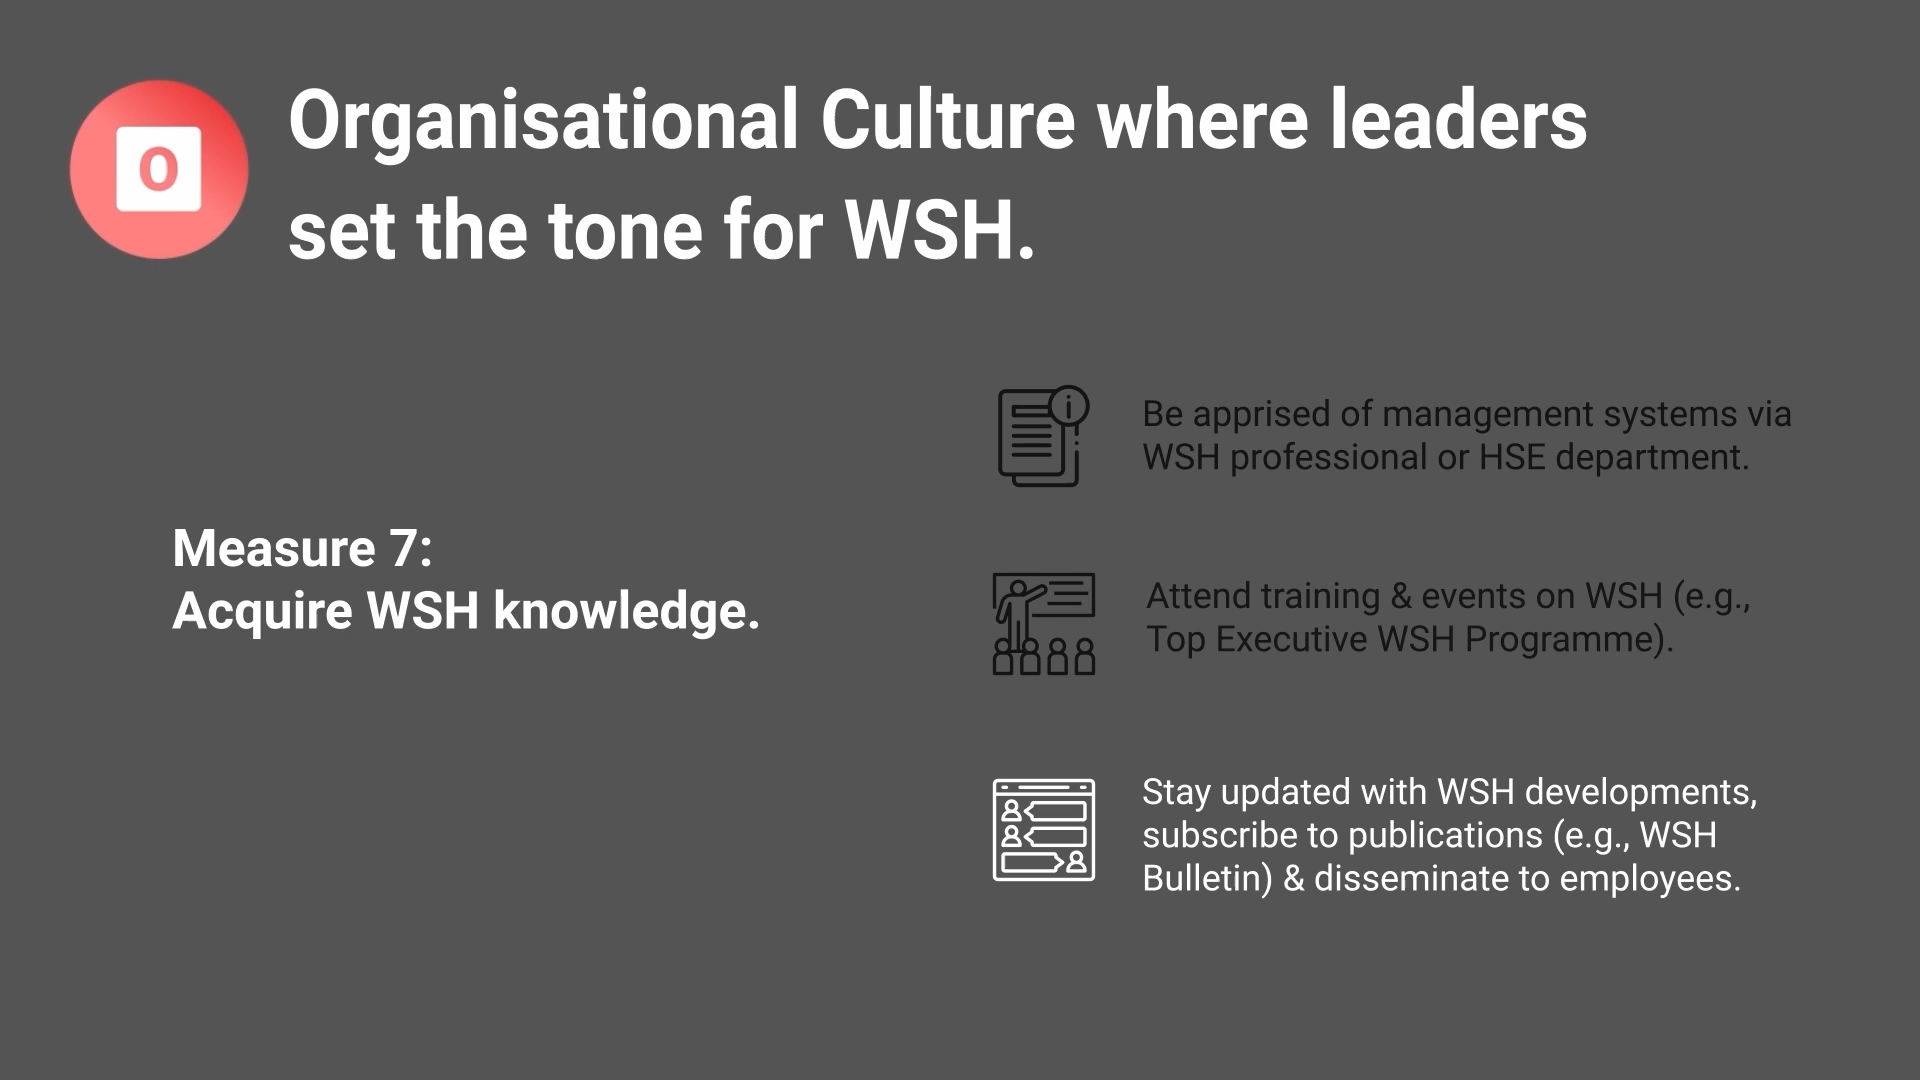 O
Organisational Culture where leaders
set the tone for WSH.
Measure 7:
Acquire WSH knowledge.
Be apprised of management systems via
WSH professional or HSE department.
Attend training & events on WSH (e.g.,
Top Executive WSH Programme).
Stay updated with WSH developments,
subscribe to publications (e.g., WSH
Bulletin) & disseminate to employees.